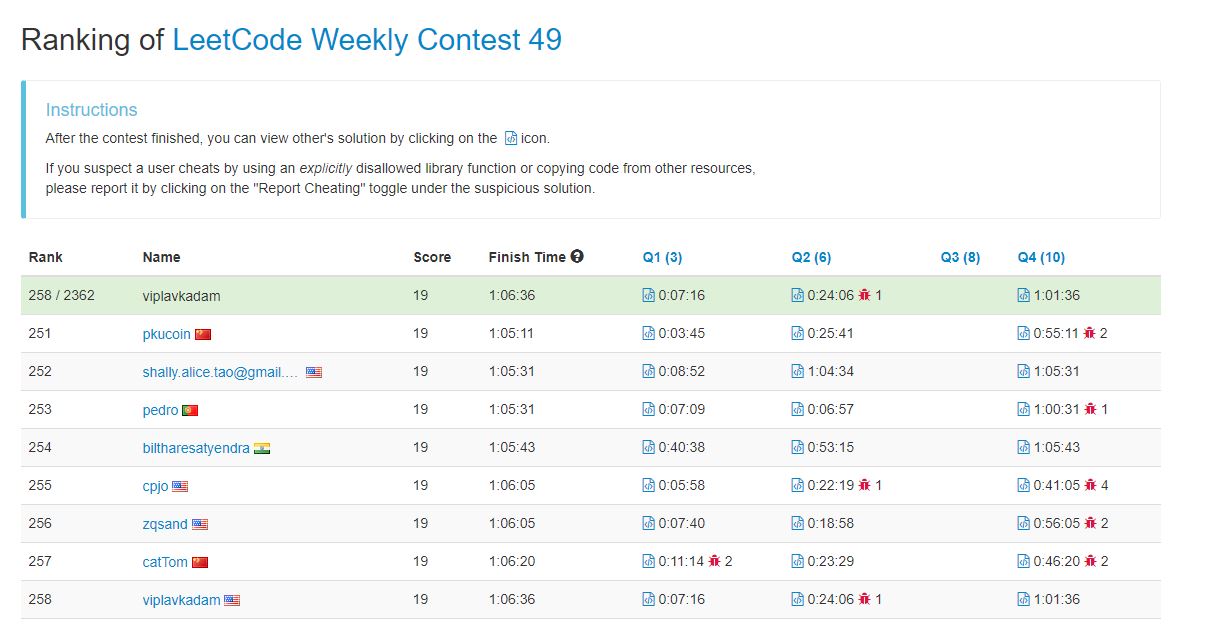 Ranking of LeetCode Weekly Contest 49
Instructions
After the contest finished, you can view other's solution by clicking on the </> icon.
If you suspect a user cheats by using an explicitly disallowed library function or copying code from other resources,
please report it by clicking on the "Report Cheating" toggle under the suspicious solution.
Rank Name Score Finish Time ? Q1 (3) Q2 (6) Q3 (8) Q4 (10)
258 / 2362 viplavkadam 19 1:06:36 0:07:16 0:24:06 1 1:01:36
251 pkucoin 19 1:05:11 0:03:45 0:25:41 0:55:11 2
252 shally.alice.tao@gmail.... 19 1:05:31 0:08:52 1:04:34 1:05:31
253 pedro 19 1:05:31 0:07:09 0:06:57 1:00:31 1
254 biltharesatyendra 19 1:05:43 0:40:38 0:53:15 1:05:43
255 cpjo 19 1:06:05 0:05:58 0:22:19 1 0:41:05 4
256 zqsand 19 1:06:05 0:07:40 0:18:58 0:56:05 2
257 catTom 19 1:06:20 0:11:14 2 0:23:29 0:46:20 2
258 viplavkadam 19 1:06:36 0:07:16 0:24:06 1 1:01:36